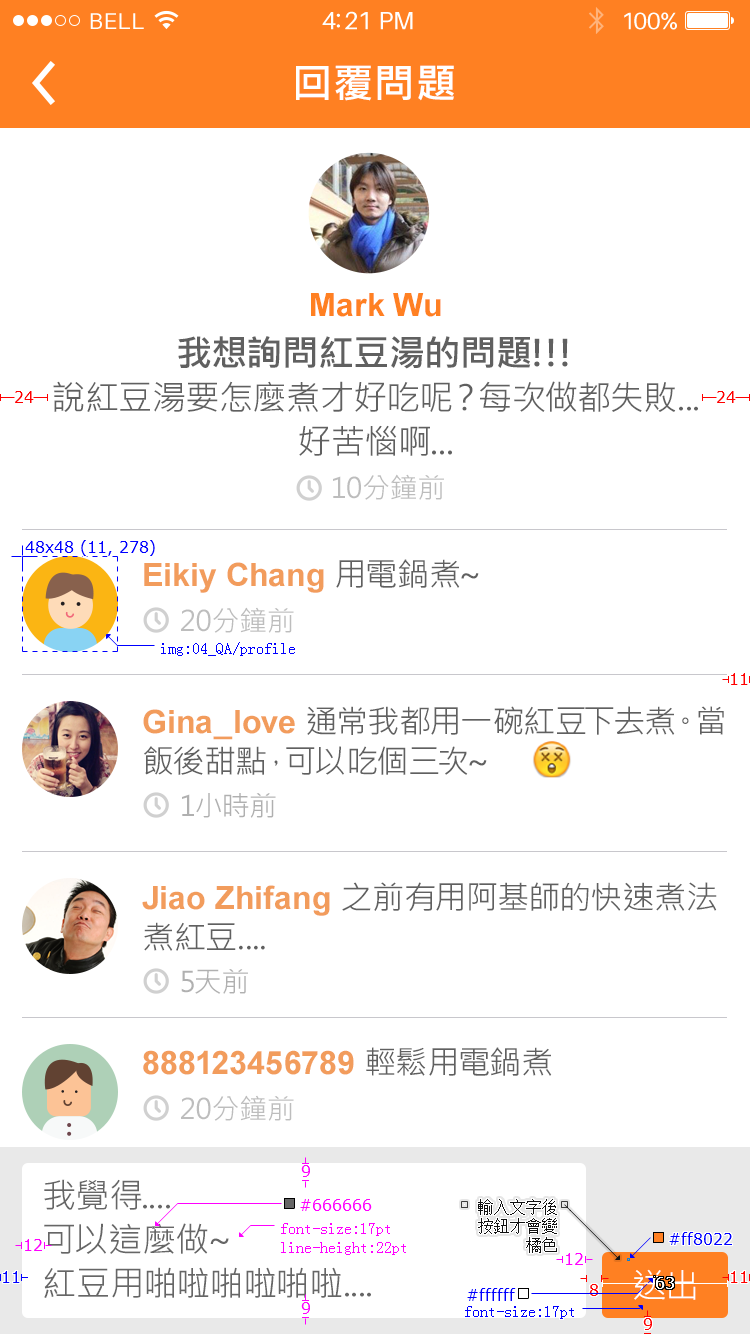 BELL 4:21 PM 100%
回覆問題
Mark Wu
我想詢問紅豆湯的問題!!!
24 說紅豆湯要怎麼煮才好吃呢？每次做都失敗... 24
好苦惱啊...
10分鐘前
48x48 (11, 278)
Eikiy Chang 用電鍋煮~
20分鐘前
img:04_QA/profile
11
Gina_love 通常我都用一碗紅豆下去煮。當
飯後甜點，可以吃個三次~
1小時前
Jiao Zhifang 之前有用阿基師的快速煮法
煮紅豆....
5天前
888123456789 輕鬆用電鍋煮
20分鐘前
9
我覺得....
#666666
輸入文字後
按鈕才會變
橘色
12 可以這麼做~
font-size:17pt
line-height:22pt
#ff8022
12
11 紅豆用啪啦啪啦啪啦....
#ffffff
font-size:17pt
8 送出 63 11
9
9